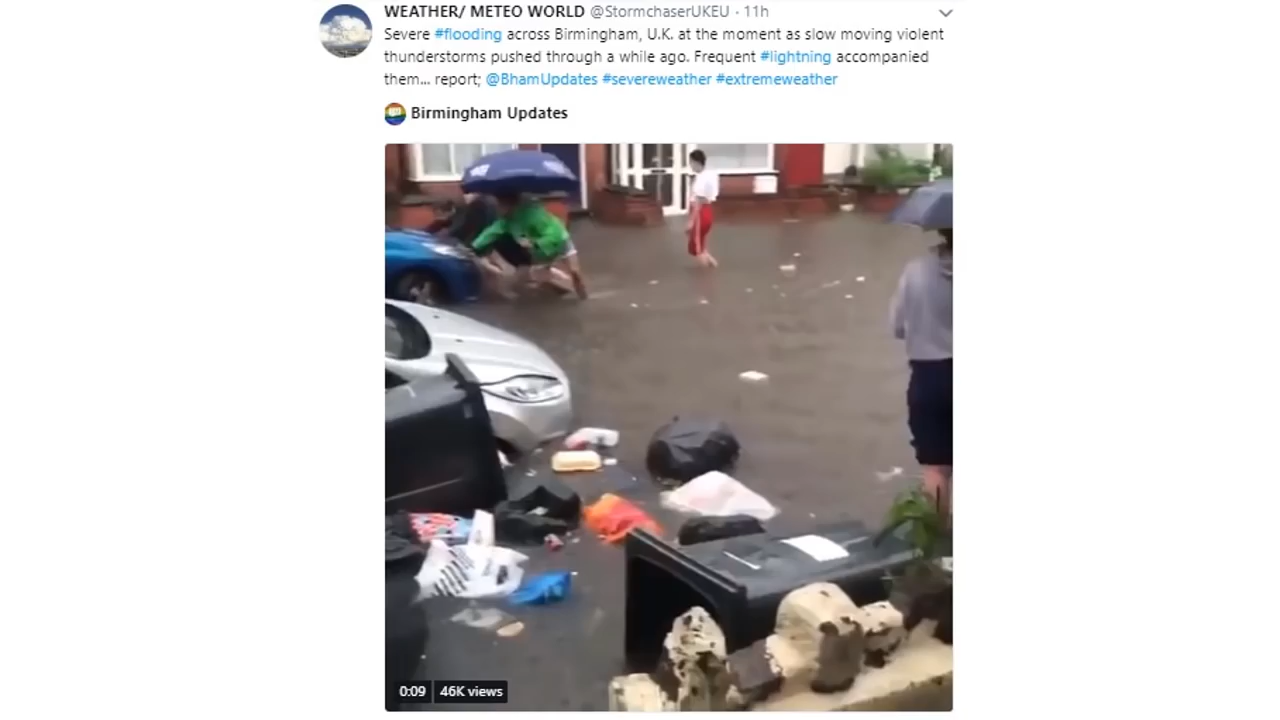 WEATHER/ METEO WORLD @StormchaserUKEU · 11h
Severe #flooding across Birmingham, U.K. at the moment as slow moving violent
thunderstorms pushed through a while ago. Frequent #lightning accompanied
them... report; @BhamUpdates #severeweather #extremeweather
Birmingham Updates
0:09 46K views